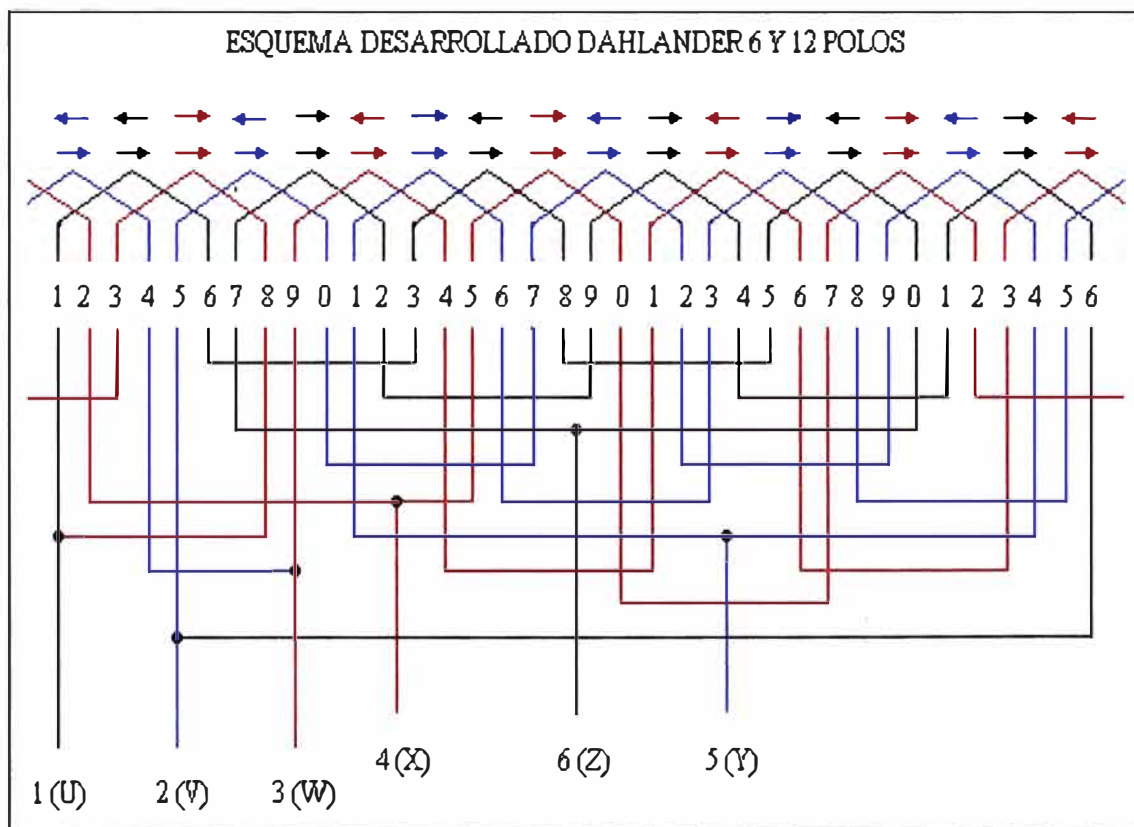 ESQUEMA DESARROLLADO DAHLANDER 6 Y 12 POLOS
1 2 3 4 5 6 7 8 9 0 1 2 3 4 5 6 7 8 9 0 1 2 3 4 5 6 7 8 9 0 1 2 3 4 5 6
4 (X) 6 (Z) 5 (Y)
1 (U) 2 (V) 3 (W)